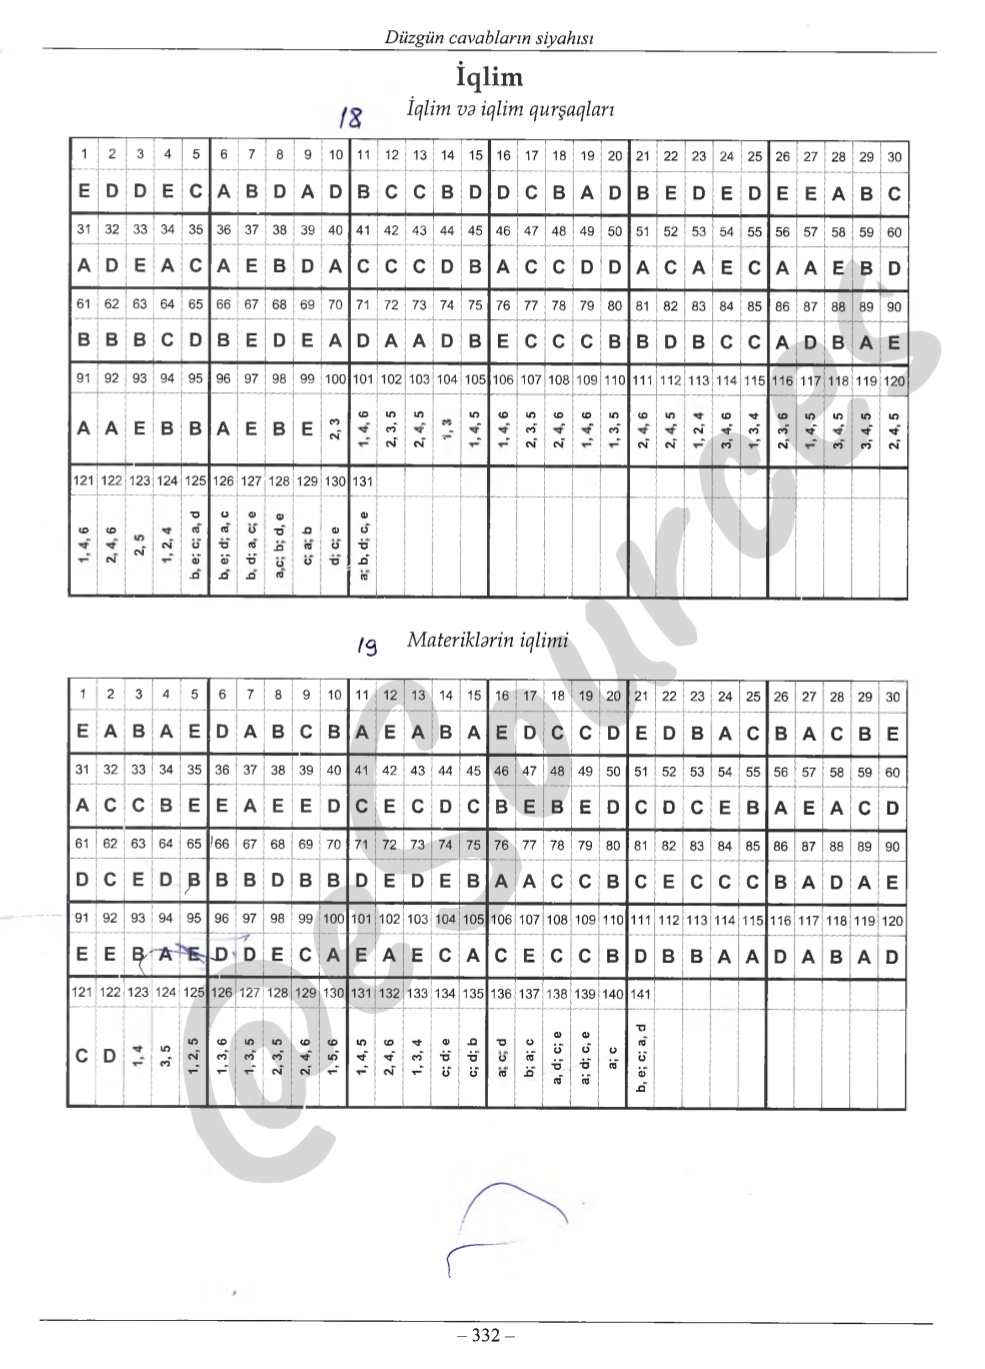 Düzgün cavabların siyahısı
İqlim
18 İqlim və iqlim qurşaqları
1 2 3 4 5 6 7 8 9 10 11 12 13 14 15 16 17 18 19 20 21 22 23 24 25 26 27 28 29 30
E D D E C A B D A D B C C B D D C B A D B E D E D E E A B C
31 32 33 34 35 36 37 38 39 40 41 42 43 44 45 46 47 48 49 50 51 52 53 54 55 56 57 58 59 60
A D E A C A E B D A C C C D B A C C D D A C A E C A A E B D
61 62 63 64 65 66 67 68 69 70 71 72 73 74 75 76 77 78 79 80 81 82 83 84 85 86 87 88 89 90
B B B C D B E D E A D A A D B E C C C B B D B C C A D B A E
91 92 93 94 95 96 97 98 99 100 101 102 103 104 105 106 107 108 109 110 111 112 113 114 115 116 117 118 119 120
A A E B B A E B E 2, 3 1, 4, 6 2, 3, 5 2, 4, 5 1, 3 1, 4, 5 1, 4, 6 2, 3, 5 2, 4, 6 1, 4, 6 1, 3, 5 2, 4, 6 2, 4, 5 1, 2, 4 3, 4, 6 1, 3, 4 2, 3, 6 1, 4, 5 3, 4, 5 3, 4, 5 2, 4, 5
121 122 123 124 125 126 127 128 129 130 131
1, 4, 6 2, 4, 6 2, 5 1, 2, 4 b, e; c; a, d b, e; d; a, c b, d; a, c; e a,c; b; d, e c; a; b d; c; e a; b, d; c, e
19 Materiklərin iqlimi
1 2 3 4 5 6 7 8 9 10 11 12 13 14 15 16 17 18 19 20 21 22 23 24 25 26 27 28 29 30
E A B A E D A B C B A E A B A E D C C D E D B A C B A C B E
31 32 33 34 35 36 37 38 39 40 41 42 43 44 45 46 47 48 49 50 51 52 53 54 55 56 57 58 59 60
A C C B E E A E E D C E C D C B E B E D C D C E B A E A C D
61 62 63 64 65 66 67 68 69 70 71 72 73 74 75 76 77 78 79 80 81 82 83 84 85 86 87 88 89 90
D C E D B B B D B B D E D E B A A C C B C E C C C B A D A E
91 92 93 94 95 96 97 98 99 100 101 102 103 104 105 106 107 108 109 110 111 112 113 114 115 116 117 118 119 120
E E B A E D D E C A E A E C A C E C C B D B B A A D A B A D
121 122 123 124 125 126 127 128 129 130 131 132 133 134 135 136 137 138 139 140 141
C D 1, 4 3, 5 1, 2, 5 1, 3, 6 1, 3, 5 2, 3, 5 2, 4, 6 1, 5, 6 1, 4, 5 2, 4, 6 1, 3, 4 c; d; e c; d; b a; c; d b; a; c a, d; c; e a; d; c, e a; c b, e; c; a, d
@eSources
– 332 –